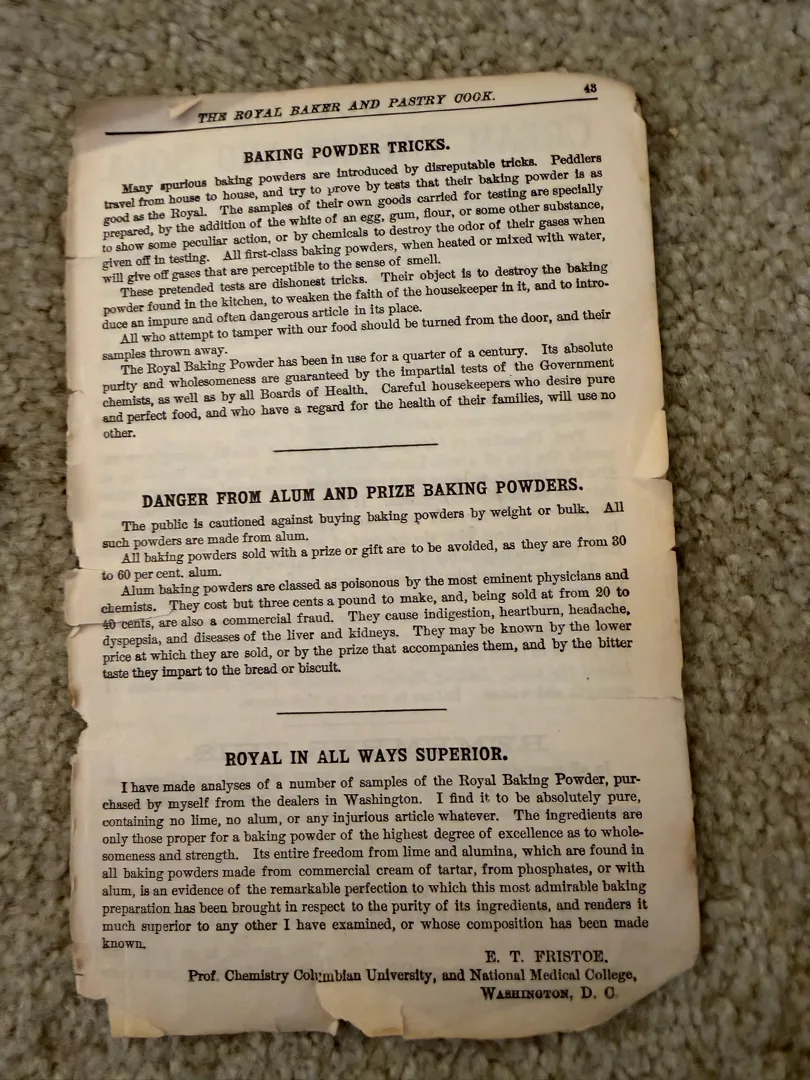 THE ROYAL BAKER AND PASTRY COOK. 43
BAKING POWDER TRICKS.
Many spurious baking powders are introduced by disreputable tricks. Peddlers
travel from house to house, and try to prove by tests that their baking powder is as
good as the Royal. The samples of their own goods carried for testing are specially
prepared, by the addition of the white of an egg, gum, flour, or some other substance,
to show some peculiar action, or by chemicals to destroy the odor of their gases when
given off in testing. All first-class baking powders, when heated or mixed with water,
will give off gases that are perceptible to the sense of smell.
These pretended tests are dishonest tricks. Their object is to destroy the baking
powder found in the kitchen, to weaken the faith of the housekeeper in it, and to intro-
duce an impure and often dangerous article in its place.
All who attempt to tamper with our food should be turned from the door, and their
samples thrown away.
The Royal Baking Powder has been in use for a quarter of a century. Its absolute
purity and wholesomeness are guaranteed by the impartial tests of the Government
chemists, as well as by all Boards of Health. Careful housekeepers who desire pure
and perfect food, and who have a regard for the health of their families, will use no
other.
DANGER FROM ALUM AND PRIZE BAKING POWDERS.
The public is cautioned against buying baking powders by weight or bulk. All
such powders are made from alum.
All baking powders sold with a prize or gift are to be avoided, as they are from 30
to 60 per cent. alum.
Alum baking powders are classed as poisonous by the most eminent physicians and
chemists. They cost but three cents a pound to make, and, being sold at from 20 to
40 cents, are also a commercial fraud. They cause indigestion, heartburn, headache,
dyspepsia, and diseases of the liver and kidneys. They may be known by the lower
price at which they are sold, or by the prize that accompanies them, and by the bitter
taste they impart to the bread or biscuit.
ROYAL IN ALL WAYS SUPERIOR.
I have made analyses of a number of samples of the Royal Baking Powder, pur-
chased by myself from the dealers in Washington. I find it to be absolutely pure,
containing no lime, no alum, or any injurious article whatever. The ingredients are
only those proper for a baking powder of the highest degree of excellence as to whole-
someness and strength. Its entire freedom from lime and alumina, which are found in
all baking powders made from commercial cream of tartar, from phosphates, or with
alum, is an evidence of the remarkable perfection to which this most admirable baking
preparation has been brought in respect to the purity of its ingredients, and renders it
much superior to any other I have examined, or whose composition has been made
known.
E. T. FRISTOE.
Prof. Chemistry Columbian University, and National Medical College,
WASHINGTON, D. C.